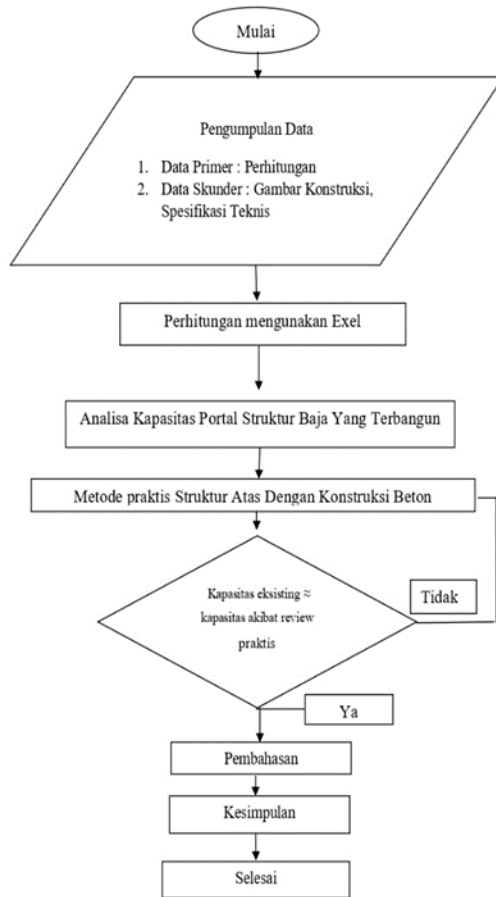 Mulai
Pengumpulan Data
1. Data Primer : Perhitungan
2. Data Skunder : Gambar Konstruksi,
Spesifikasi Teknis
Perhitungan mengunakan Exel
Analisa Kapasitas Portal Struktur Baja Yang Terbangun
Metode praktis Struktur Atas Dengan Konstruksi Beton
Kapasitas eksisting ≈
kapasitas akibat review
praktis
Tidak
Ya
Pembahasan
Kesimpulan
Selesai